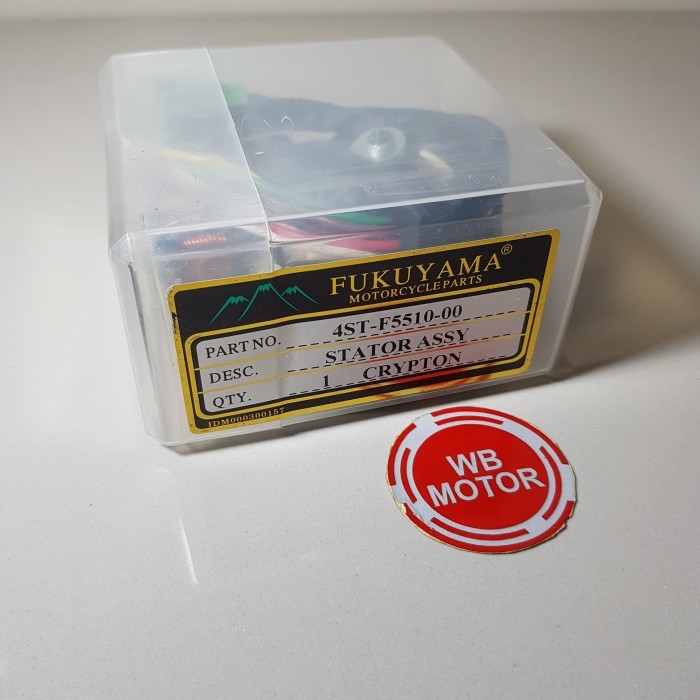 FUKUYAMA®
MOTORCYCLE PARTS
PART NO. 4ST-F5510-00
DESC. STATOR ASSY
QTY. 1 CRYPTON
IDM000300157
WB
MOTOR